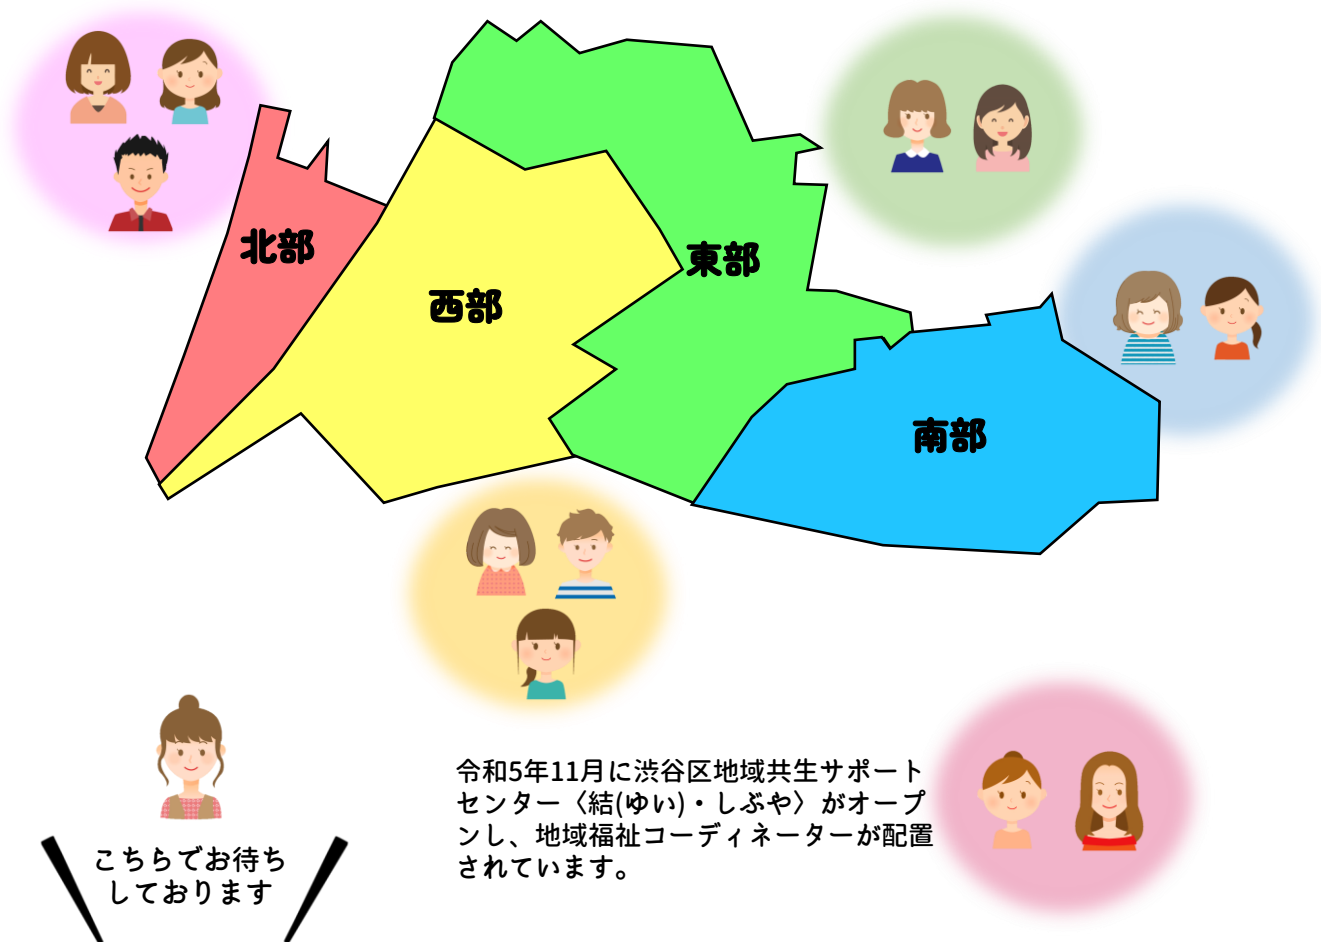 北部
西部
東部
南部
令和5年11月に渋谷区地域共生サポート
センター〈結(ゆい)・しぶや〉がオープ
ンし、地域福祉コーディネーターが配置
されています。
こちらでお待ち
しております